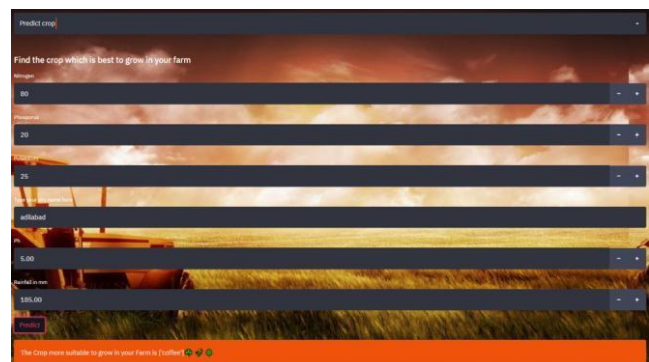 Predict crop
Find the crop which is best to grow in your farm
Nitrogen
80
20
25
adilabad
Ph
5.00
Rainfall in mm
185.00
Predict
The Crop more suitable to grow in your Farm is ['coffee']